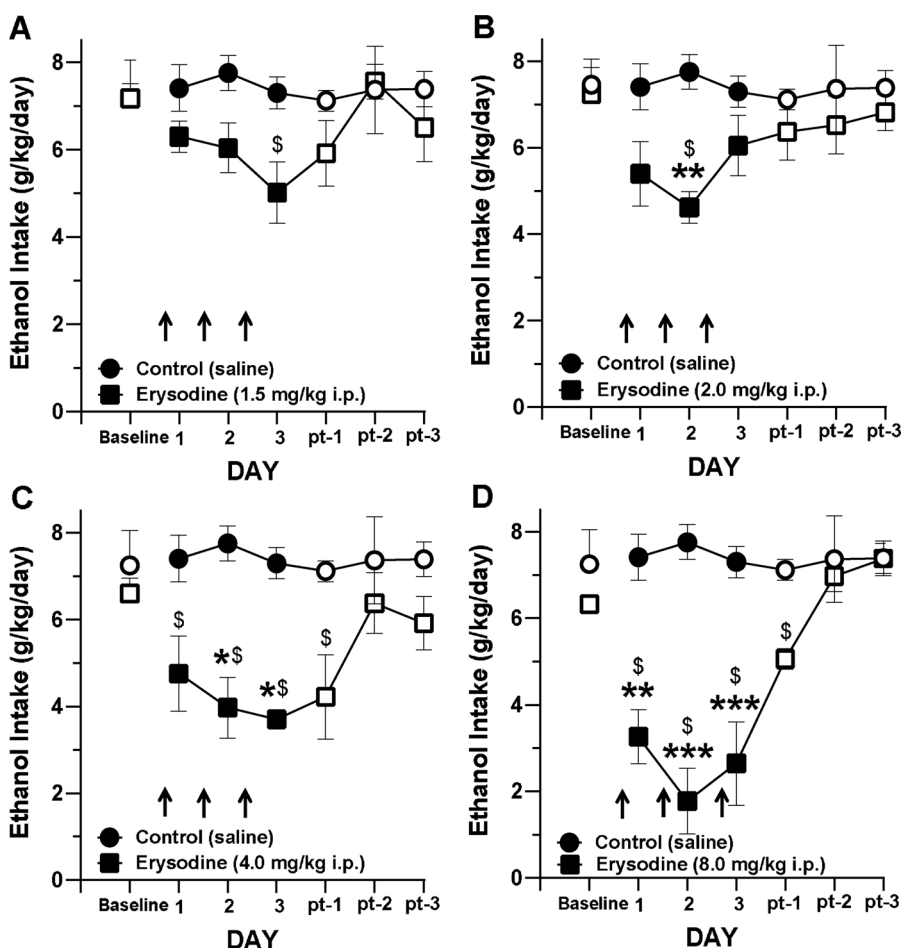 A
Ethanol Intake (g/kg/day)
8
6
4
2
0
$
Control (saline)
Erysodine (1.5 mg/kg i.p.)
Baseline 1 2 3 pt-1 pt-2 pt-3
DAY
B
Ethanol Intake (g/kg/day)
8
6
4
2
0
$
**
Control (saline)
Erysodine (2.0 mg/kg i.p.)
Baseline 1 2 3 pt-1 pt-2 pt-3
DAY
C
Ethanol Intake (g/kg/day)
8
6
4
2
0
$
*$
*$
$
Control (saline)
Erysodine (4.0 mg/kg i.p.)
Baseline 1 2 3 pt-1 pt-2 pt-3
DAY
D
Ethanol Intake (g/kg/day)
8
6
4
2
0
$
**
$
***
$
***
$
Control (saline)
Erysodine (8.0 mg/kg i.p.)
Baseline 1 2 3 pt-1 pt-2 pt-3
DAY